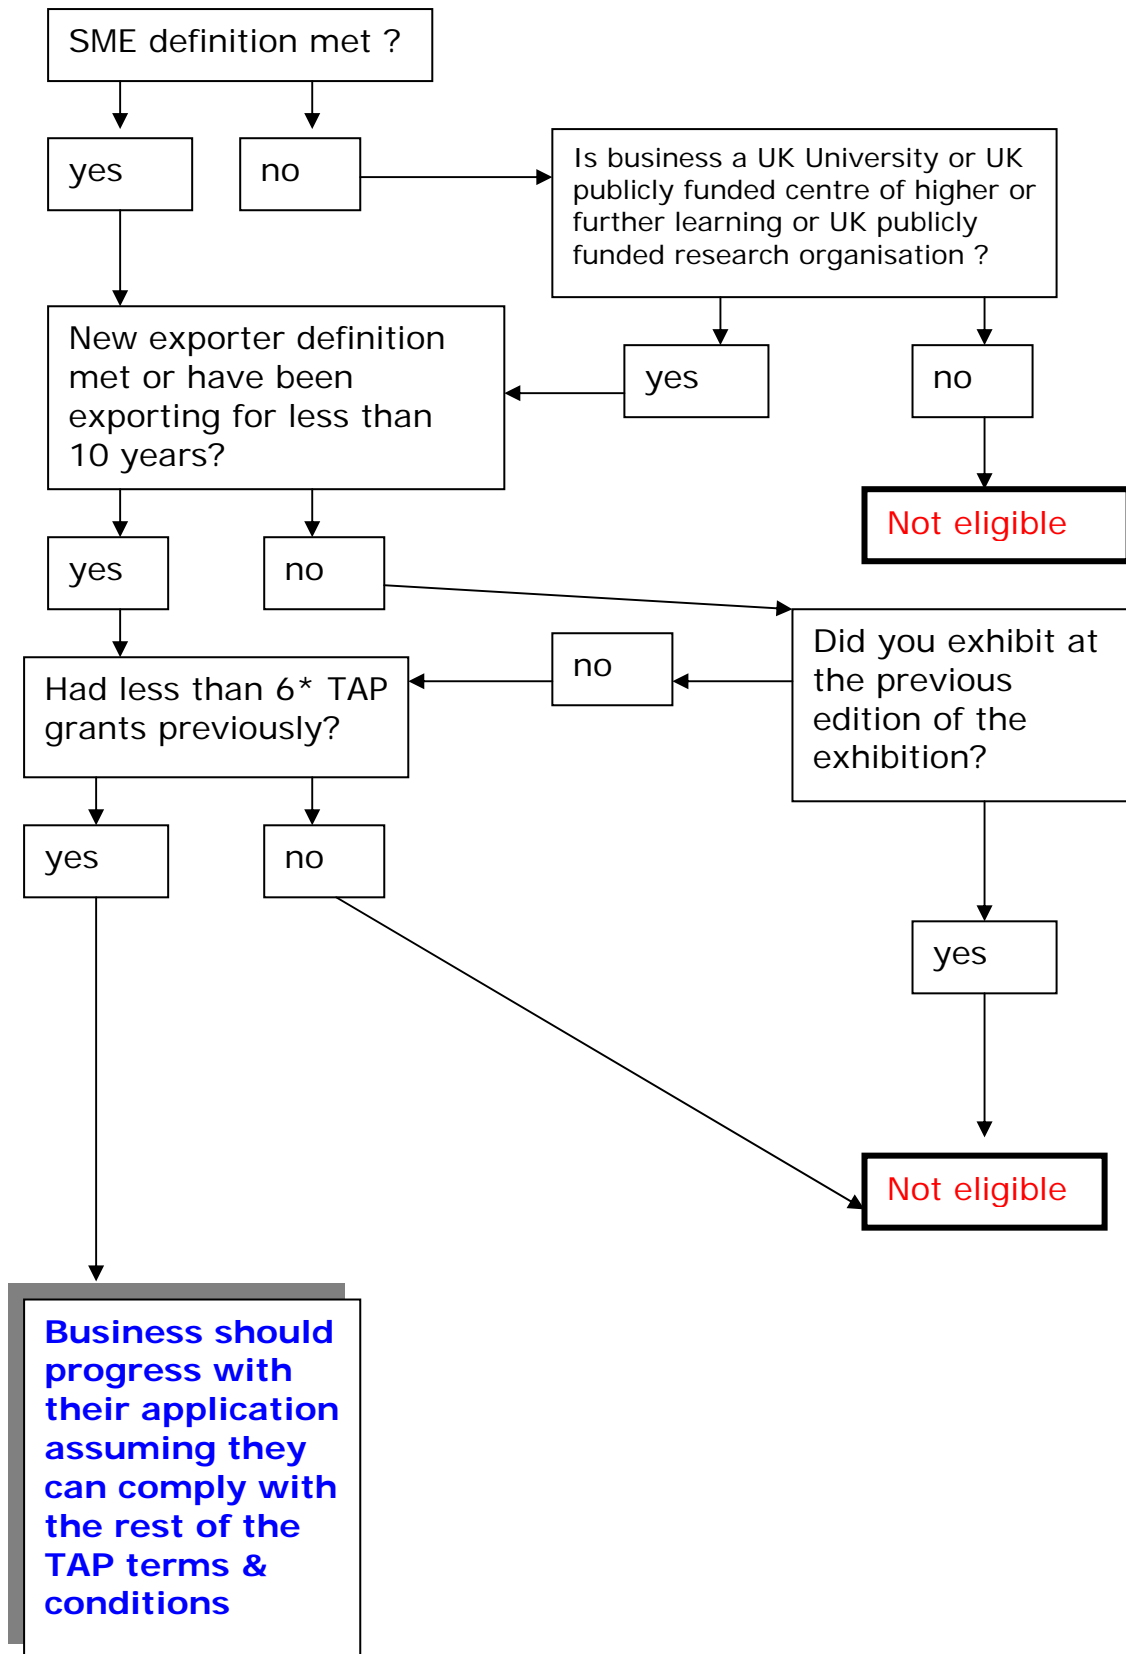 SME definition met ?
yes
no
Is business a UK University or UK
publicly funded centre of higher or
further learning or UK publicly
funded research organisation ?
New exporter definition
met or have been
exporting for less than
10 years?
yes
no
Not eligible
yes
no
Did you exhibit at
the previous
edition of the
exhibition?
no
Had less than 6* TAP
grants previously?
yes
no
yes
Not eligible
Business should
progress with
their application
assuming they
can comply with
the rest of the
TAP terms &
conditions